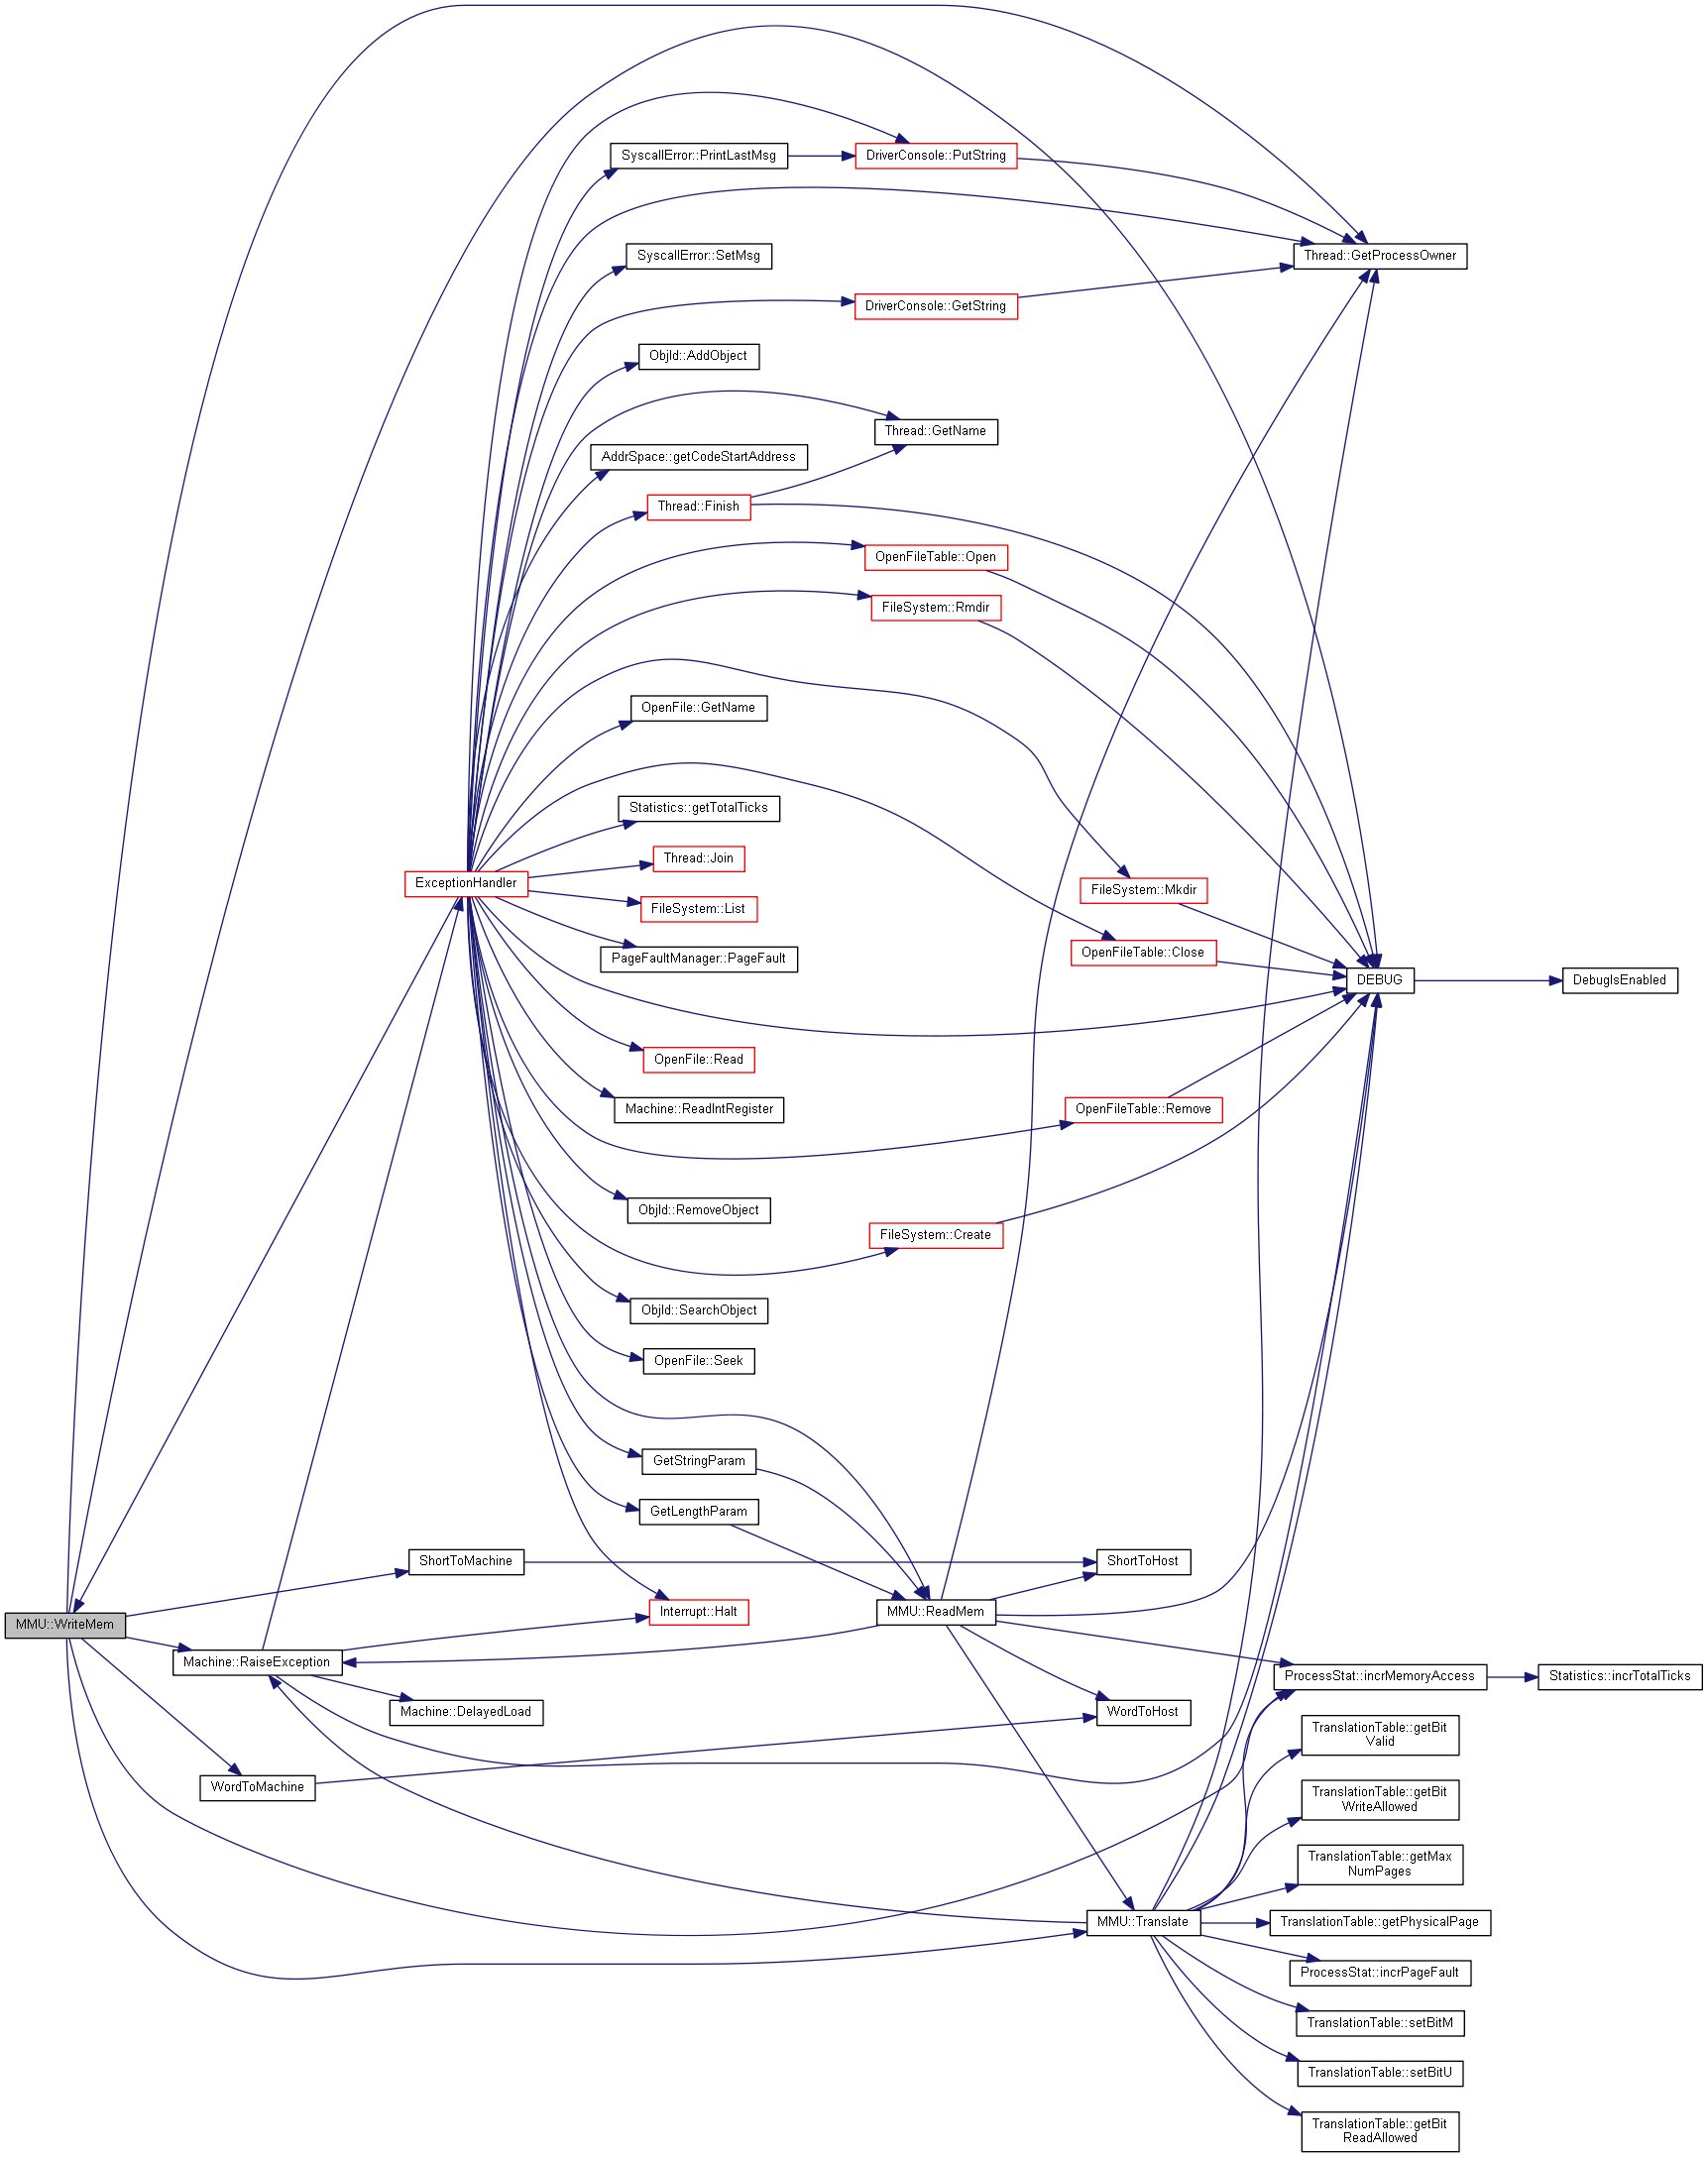 SyscallError::PrintLastMsg
DriverConsole::PutString
SyscallError::SetMsg
Thread::GetProcessOwner
DriverConsole::GetString
ObjId::AddObject
Thread::GetName
AddrSpace::getCodeStartAddress
Thread::Finish
OpenFileTable::Open
FileSystem::Rmdir
OpenFile::GetName
Statistics::getTotalTicks
Thread::Join
ExceptionHandler
FileSystem::Mkdir
FileSystem::List
OpenFileTable::Close
PageFaultManager::PageFault
DEBUG
DebugIsEnabled
OpenFile::Read
Machine::ReadIntRegister
OpenFileTable::Remove
ObjId::RemoveObject
FileSystem::Create
ObjId::SearchObject
OpenFile::Seek
GetStringParam
GetLengthParam
ShortToMachine
ShortToHost
MMU::WriteMem
Interrupt::Halt
MMU::ReadMem
Machine::RaiseException
ProcessStat::incrMemoryAccess
Statistics::incrTotalTicks
Machine::DelayedLoad
WordToHost
TranslationTable::getBit
Valid
WordToMachine
TranslationTable::getBit
WriteAllowed
TranslationTable::getMax
NumPages
MMU::Translate
TranslationTable::getPhysicalPage
ProcessStat::incrPageFault
TranslationTable::setBitM
TranslationTable::setBitU
TranslationTable::getBit
ReadAllowed